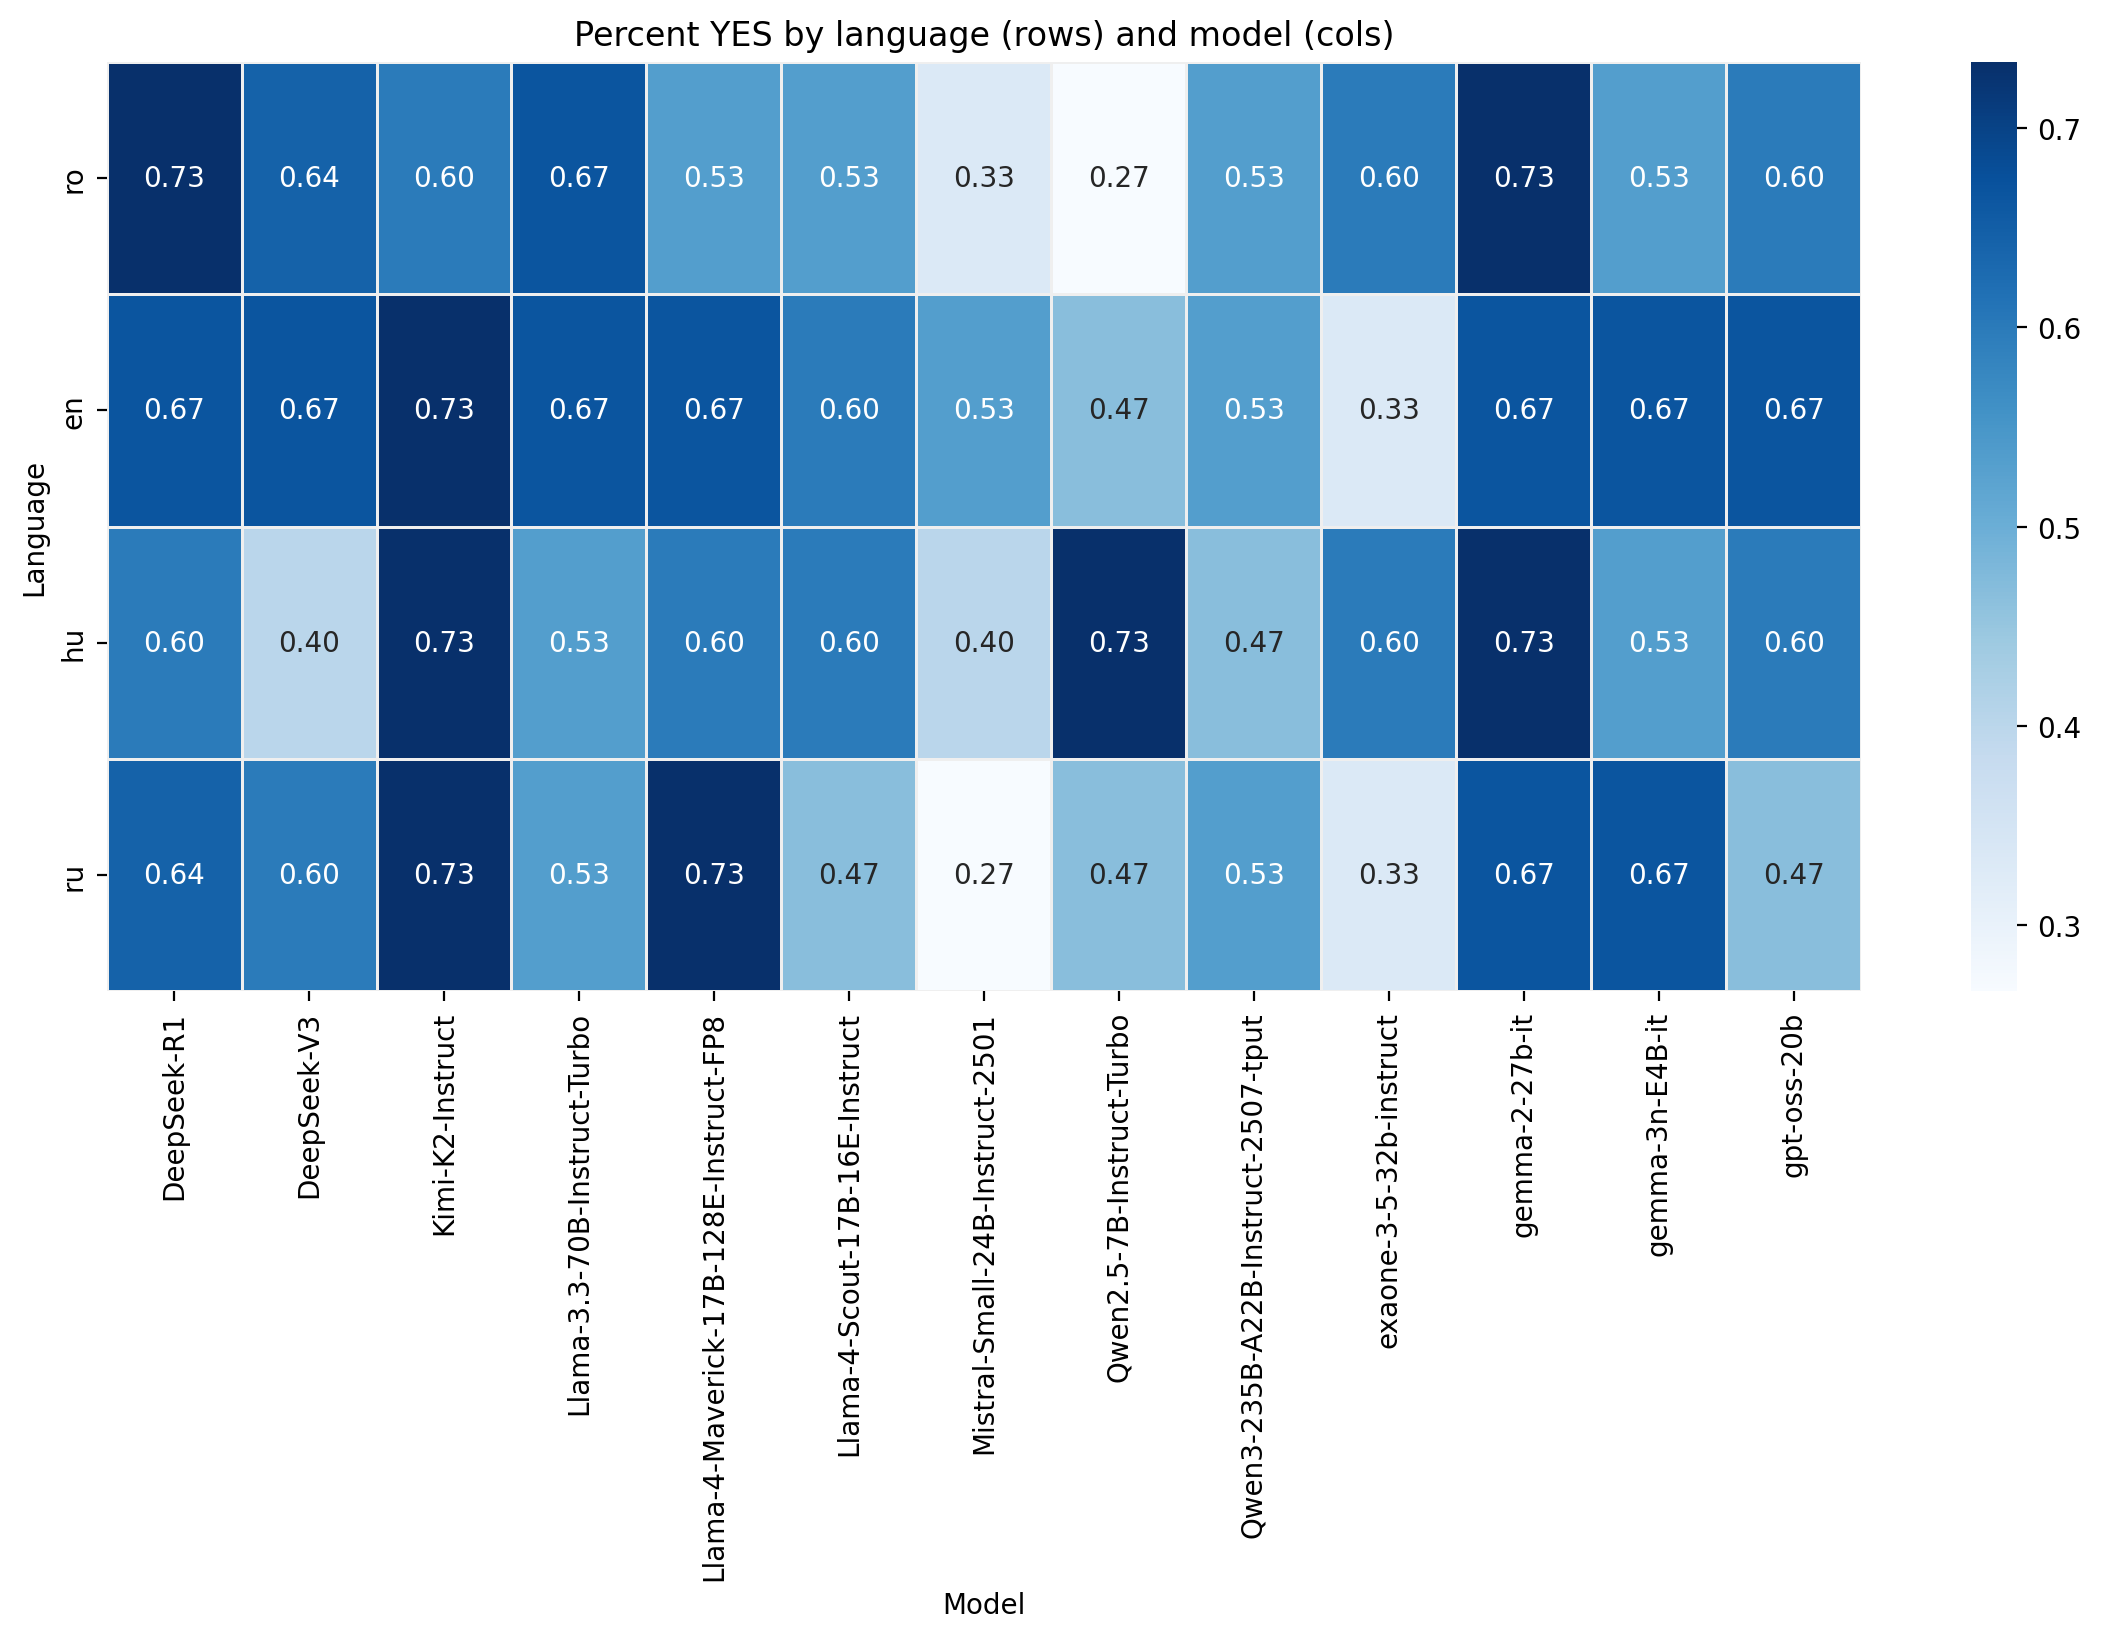 Percent YES by language (rows) and model (cols)
Language
ro
0.73 0.64 0.60 0.67 0.53 0.53 0.33 0.27 0.53 0.60 0.73 0.53 0.60
en
0.67 0.67 0.73 0.67 0.67 0.60 0.53 0.47 0.53 0.33 0.67 0.67 0.67
hu
0.60 0.40 0.73 0.53 0.60 0.60 0.40 0.73 0.47 0.60 0.73 0.53 0.60
ru
0.64 0.60 0.73 0.53 0.73 0.47 0.27 0.47 0.53 0.33 0.67 0.67 0.47
DeepSeek-R1
DeepSeek-V3
Kimi-K2-Instruct
Llama-3.3-70B-Instruct-Turbo
Llama-4-Maverick-17B-128E-Instruct-FP8
Llama-4-Scout-17B-16E-Instruct
Mistral-Small-24B-Instruct-2501
Qwen2.5-7B-Instruct-Turbo
Qwen3-235B-A22B-Instruct-2507-tput
exaone-3-5-32b-instruct
gemma-2-27b-it
gemma-3n-E4B-it
gpt-oss-20b
Model
0.7
0.6
0.5
0.4
0.3